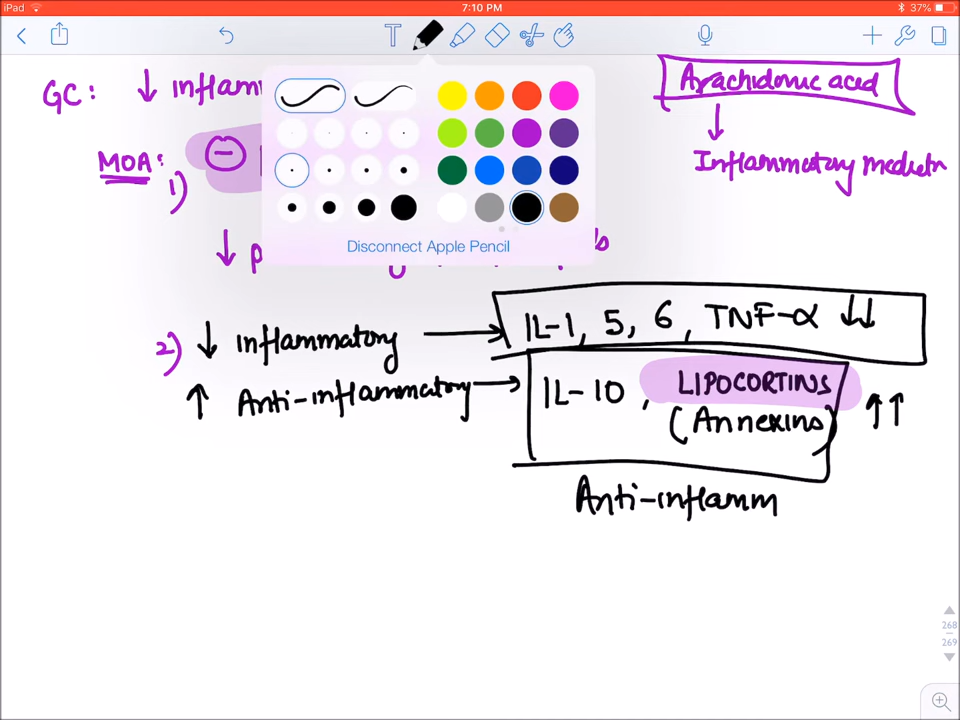 iPad 7:10 PM 37%
T
GC: ↓ inflam
Arachidonic acid
↓
Inflammatory mediatn
MOA:
1) ⊖
↓ p
Disconnect Apple Pencil
2) ↓ Inflammatory → IL-1, 5, 6, TNF-α ↓↓
↑ Anti-inflammatory → IL-10, LIPOCORTINS ↑↑
(Annexins)
Anti-inflamm
268
269